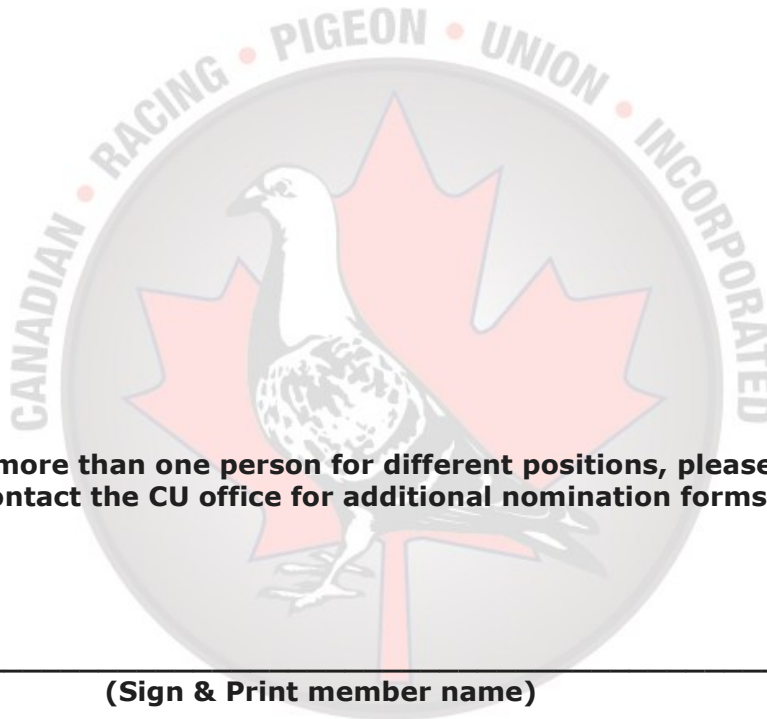 CANADIAN • RACING • PIGEON • UNION • INCORPORATED
more than one person for different positions, please
ntact the CU office for additional nomination forms
(Sign & Print member name)